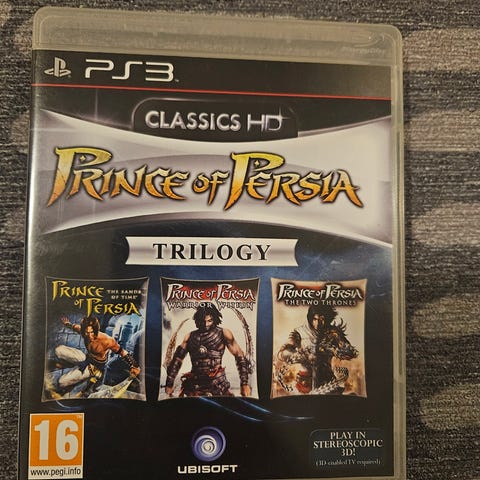 PS3
CLASSICS HD
PRINCE OF PERSIA
TRILOGY
PRINCE OF PERSIA
THE SANDS
OF TIME
PRINCE OF PERSIA
WARRIOR WITHIN
PRINCE OF PERSIA
THE TWO THRONES
16
www.pegi.info
UBISOFT
PLAY IN
STEREOSCOPIC
3D!
(3D-enabled TV required)